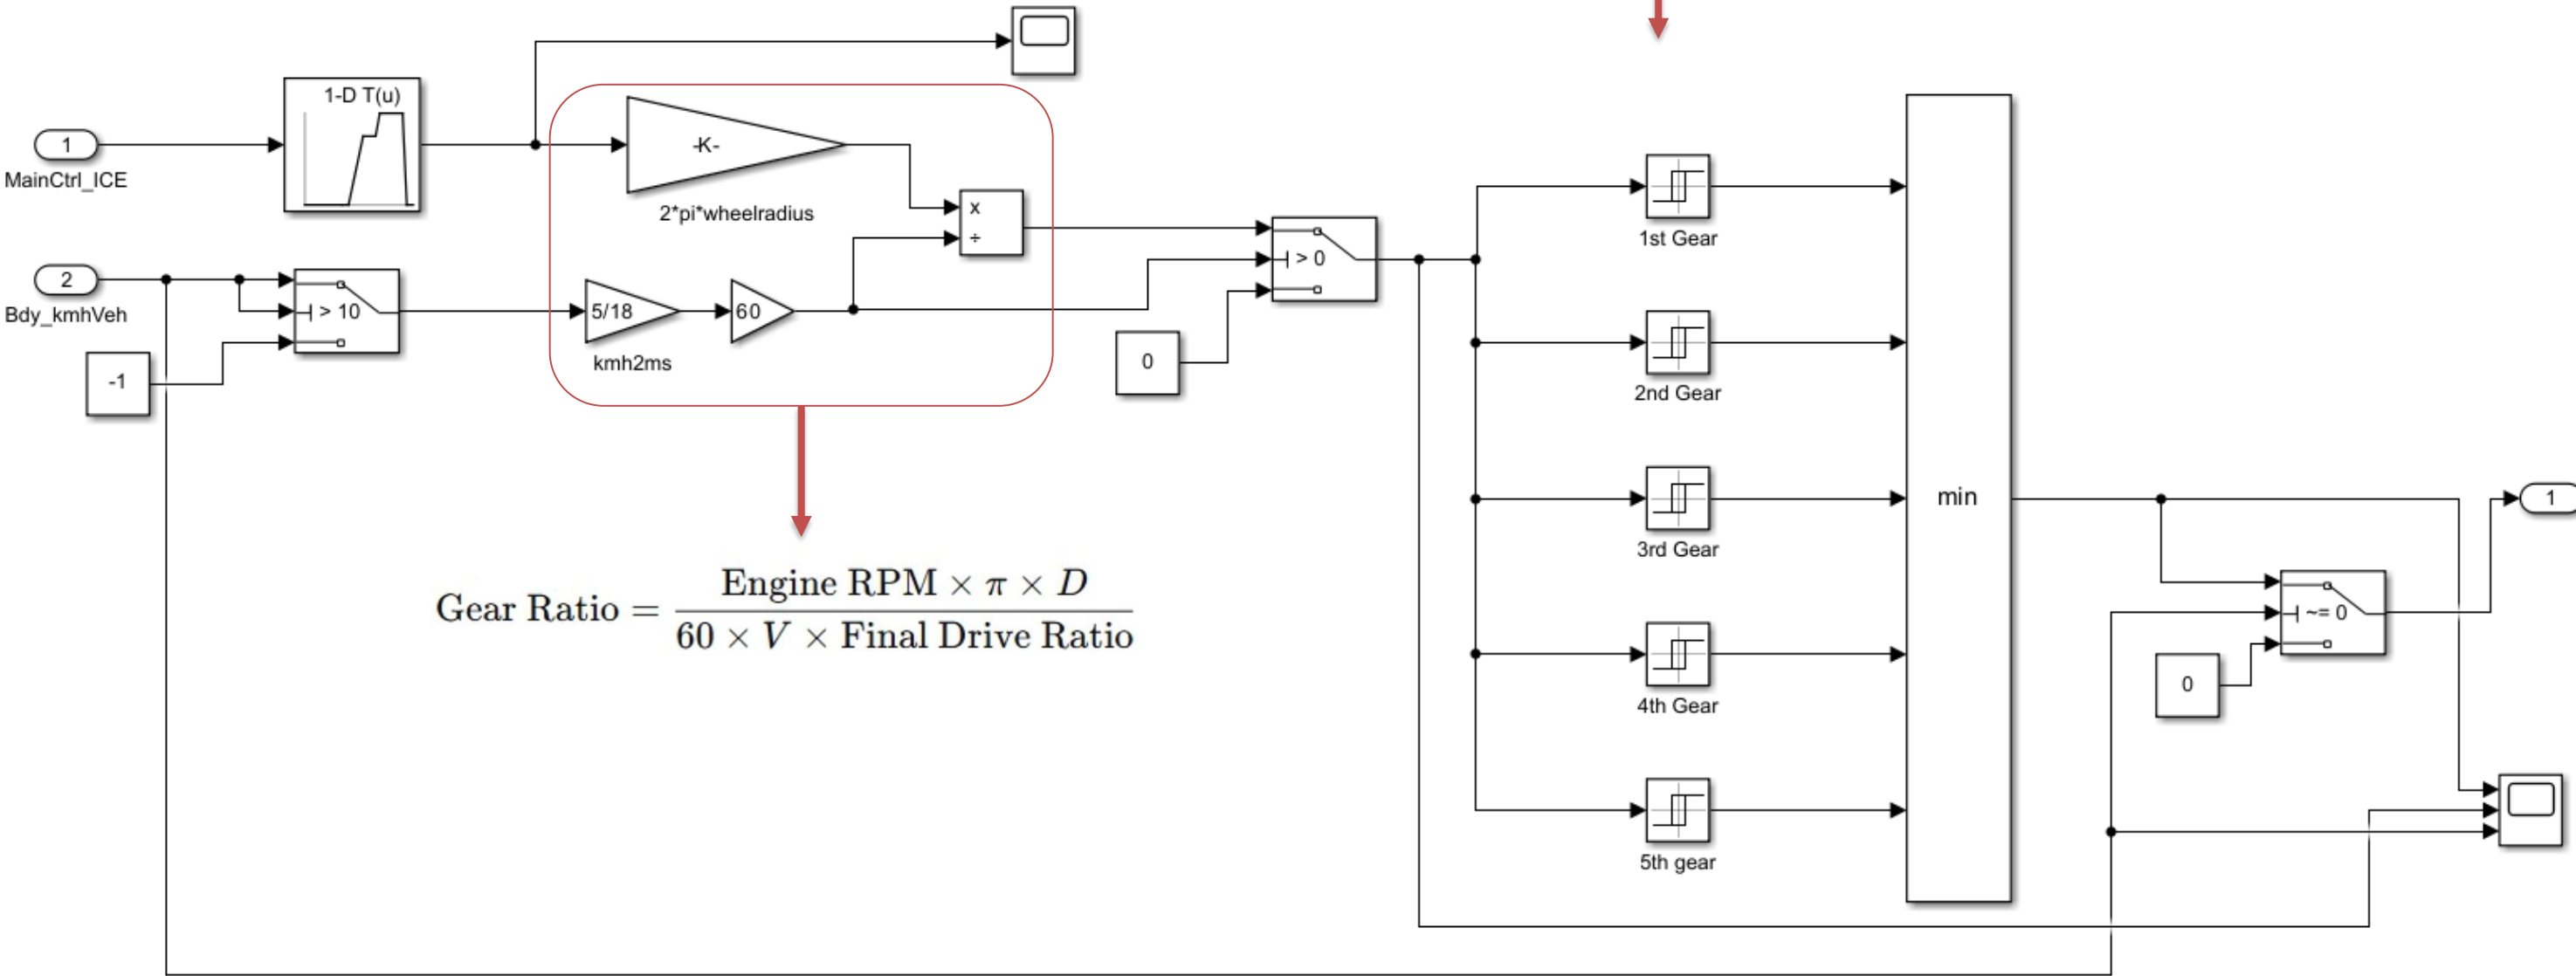 1-D T(u)
1
MainCtrl_ICE
-K-
2*pi*wheelradius
x
÷
2
Bdy_kmhVeh
> 10
-1
5/18
kmh2ms
60
> 0
0
1st Gear
2nd Gear
3rd Gear
4th Gear
5th gear
min
1
~= 0
0
Gear Ratio = Engine RPM × π × D / 60 × V × Final Drive Ratio